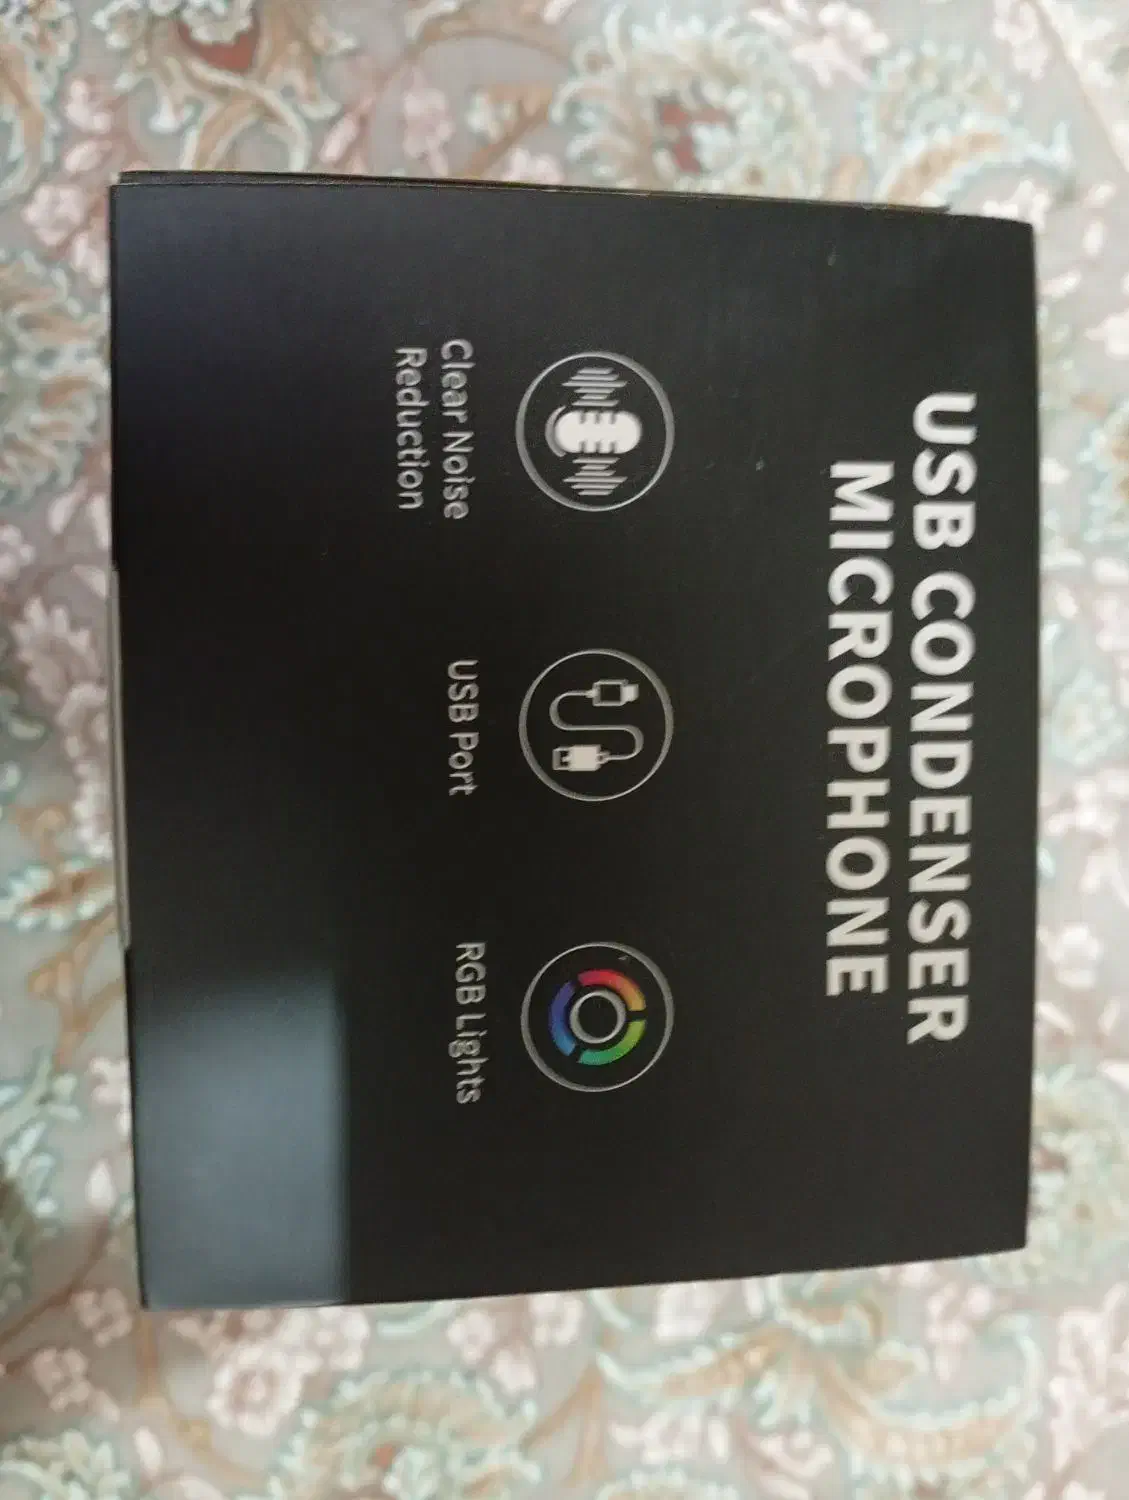 USB CONDENSER
MICROPHONE
Clear Noise
Reduction
USB Port
RGB Lights